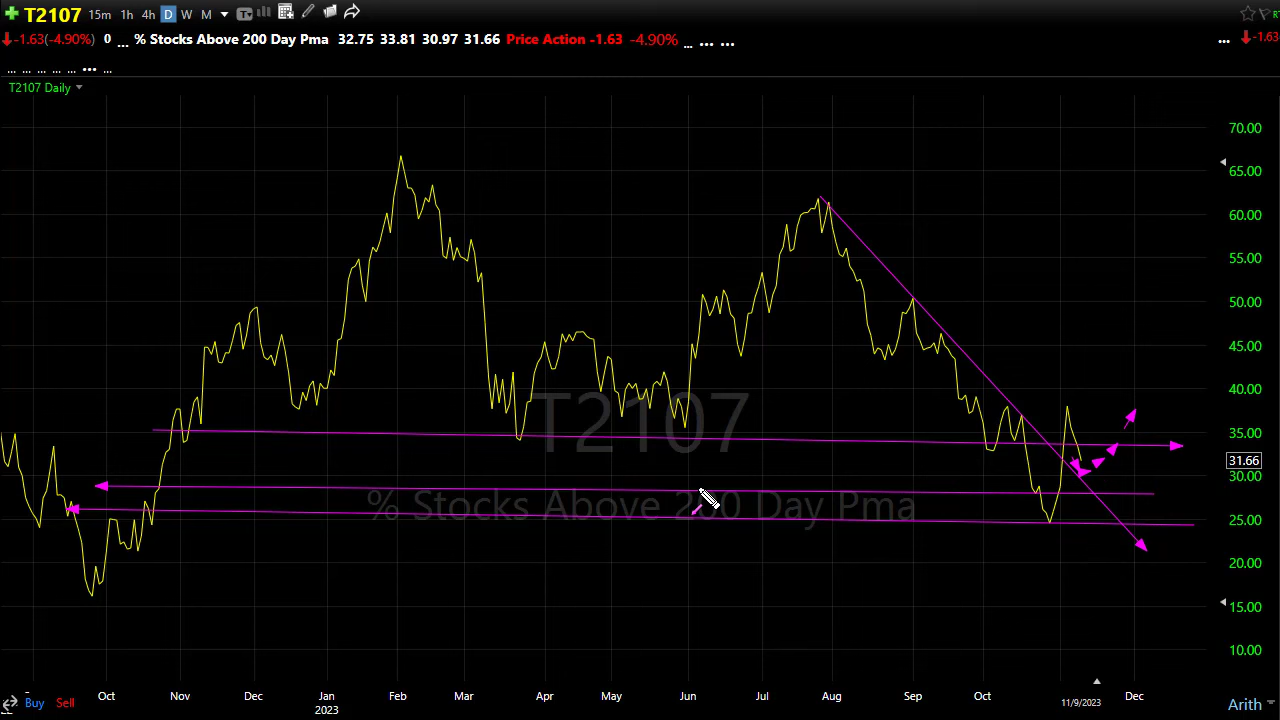 T2107 15m 1h 4h D W M
-1.63(-4.90%) 0 ... % Stocks Above 200 Day Pma 32.75 33.81 30.97 31.66 Price Action -1.63 -4.90% ... ... ... ... -1.63
... ... ... ... ... ... ...
T2107 Daily
70.00
65.00
60.00
55.00
50.00
45.00
40.00
35.00
31.66
30.00
25.00
20.00
15.00
10.00
T2107
% Stocks Above 200 Day Pma
Oct Nov Dec Jan Feb Mar Apr May Jun Jul Aug Sep Oct Dec
2023 11/9/2023
Buy Sell Arith